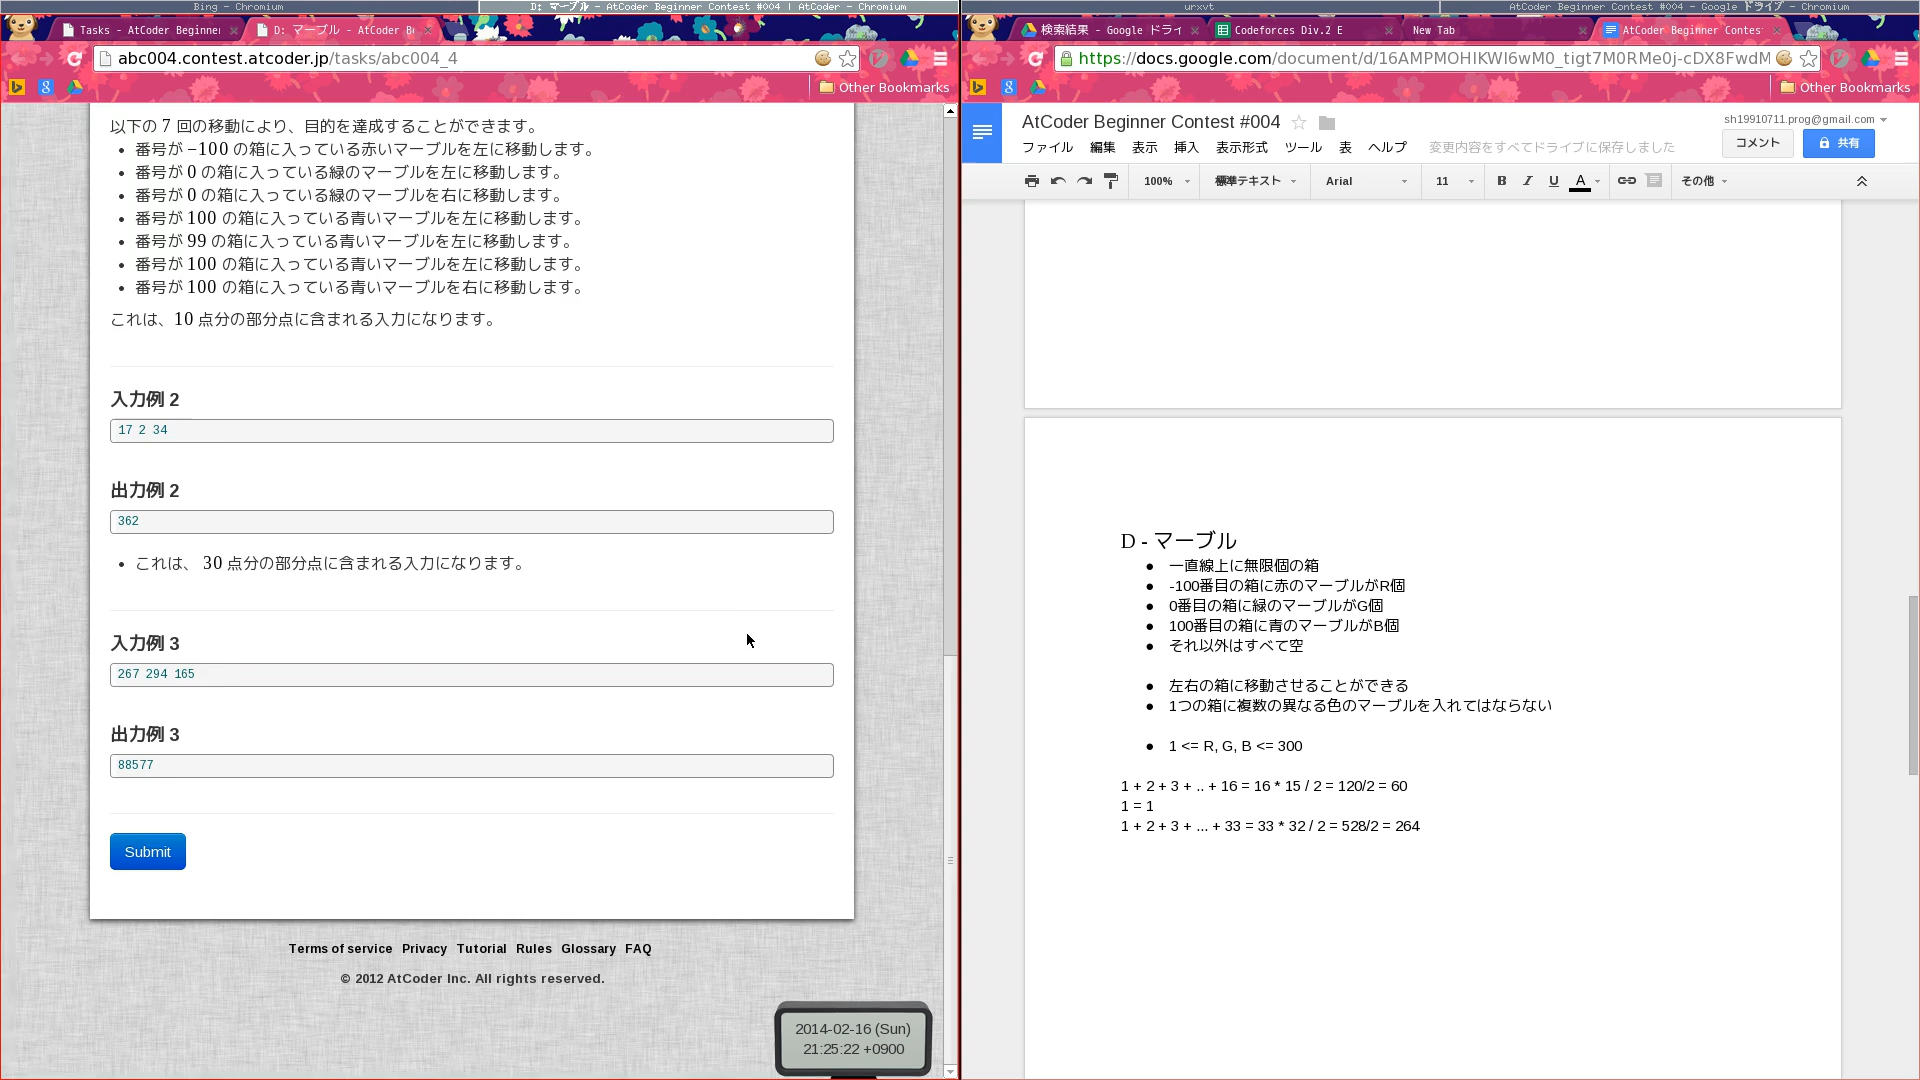 Bing - Chromium
D: マーブル - AtCoder Beginner Contest #004 | AtCoder - Chromium
urxvt
AtCoder Beginner Contest #004 - Google ドライブ - Chromium
Tasks - AtCoder Beginner
D: マーブル - AtCoder Be
検索結果 - Google ドライ
Codeforces Div.2 E
New Tab
AtCoder Beginner Contes
abc004.contest.atcoder.jp/tasks/abc004_4
https://docs.google.com/document/d/16AMPMOHIKWI6wM0_tigt7M0RMe0j-cDX8FwdM
Other Bookmarks
Other Bookmarks
以下の 7 回の移動により、目的を達成することができます。
• 番号が −100 の箱に入っている赤いマーブルを左に移動します。
• 番号が 0 の箱に入っている緑のマーブルを左に移動します。
• 番号が 0 の箱に入っている緑のマーブルを右に移動します。
• 番号が 100 の箱に入っている青いマーブルを左に移動します。
• 番号が 99 の箱に入っている青いマーブルを左に移動します。
• 番号が 100 の箱に入っている青いマーブルを左に移動します。
• 番号が 100 の箱に入っている青いマーブルを右に移動します。
これは、10 点分の部分点に含まれる入力になります。
入力例 2
17 2 34
出力例 2
362
• これは、 30 点分の部分点に含まれる入力になります。
入力例 3
267 294 165
出力例 3
88577
Submit
Terms of service Privacy Tutorial Rules Glossary FAQ
© 2012 AtCoder Inc. All rights reserved.
2014-02-16 (Sun)
21:25:22 +0900
AtCoder Beginner Contest #004
sh19910711.prog@gmail.com
ファイル 編集 表示 挿入 表示形式 ツール 表 ヘルプ 変更内容をすべてドライブに保存しました
コメント
共有
100% 標準テキスト Arial 11 B I U A その他
D - マーブル
● 一直線上に無限個の箱
● -100番目の箱に赤のマーブルがR個
● 0番目の箱に緑のマーブルがG個
● 100番目の箱に青のマーブルがB個
● それ以外はすべて空
● 左右の箱に移動させることができる
● 1つの箱に複数の異なる色のマーブルを入れてはならない
● 1 <= R, G, B <= 300
1 + 2 + 3 + .. + 16 = 16 * 15 / 2 = 120/2 = 60
1 = 1
1 + 2 + 3 + ... + 33 = 33 * 32 / 2 = 528/2 = 264